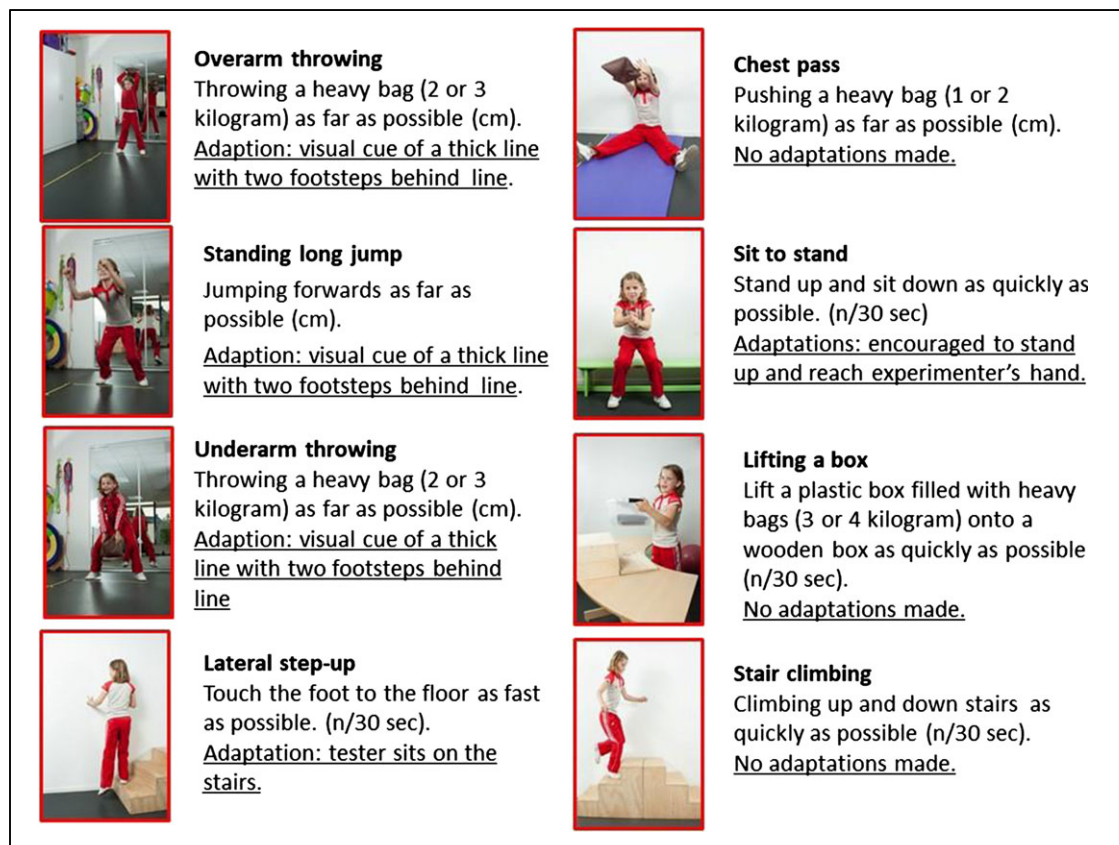 Overarm throwing
Throwing a heavy bag (2 or 3
kilogram) as far as possible (cm).
Adaption: visual cue of a thick line
with two footsteps behind line.
Standing long jump
Jumping forwards as far as
possible (cm).
Adaption: visual cue of a thick line
with two footsteps behind line.
Underarm throwing
Throwing a heavy bag (2 or 3
kilogram) as far as possible (cm).
Adaption: visual cue of a thick
line with two footsteps behind
line
Lateral step-up
Touch the foot to the floor as fast
as possible. (n/30 sec).
Adaptation: tester sits on the
stairs.
Chest pass
Pushing a heavy bag (1 or 2
kilogram) as far as possible (cm).
No adaptations made.
Sit to stand
Stand up and sit down as quickly as
possible. (n/30 sec)
Adaptations: encouraged to stand
up and reach experimenter’s hand.
Lifting a box
Lift a plastic box filled with heavy
bags (3 or 4 kilogram) onto a
wooden box as quickly as possible
(n/30 sec).
No adaptations made.
Stair climbing
Climbing up and down stairs as
quickly as possible (n/30 sec).
No adaptations made.